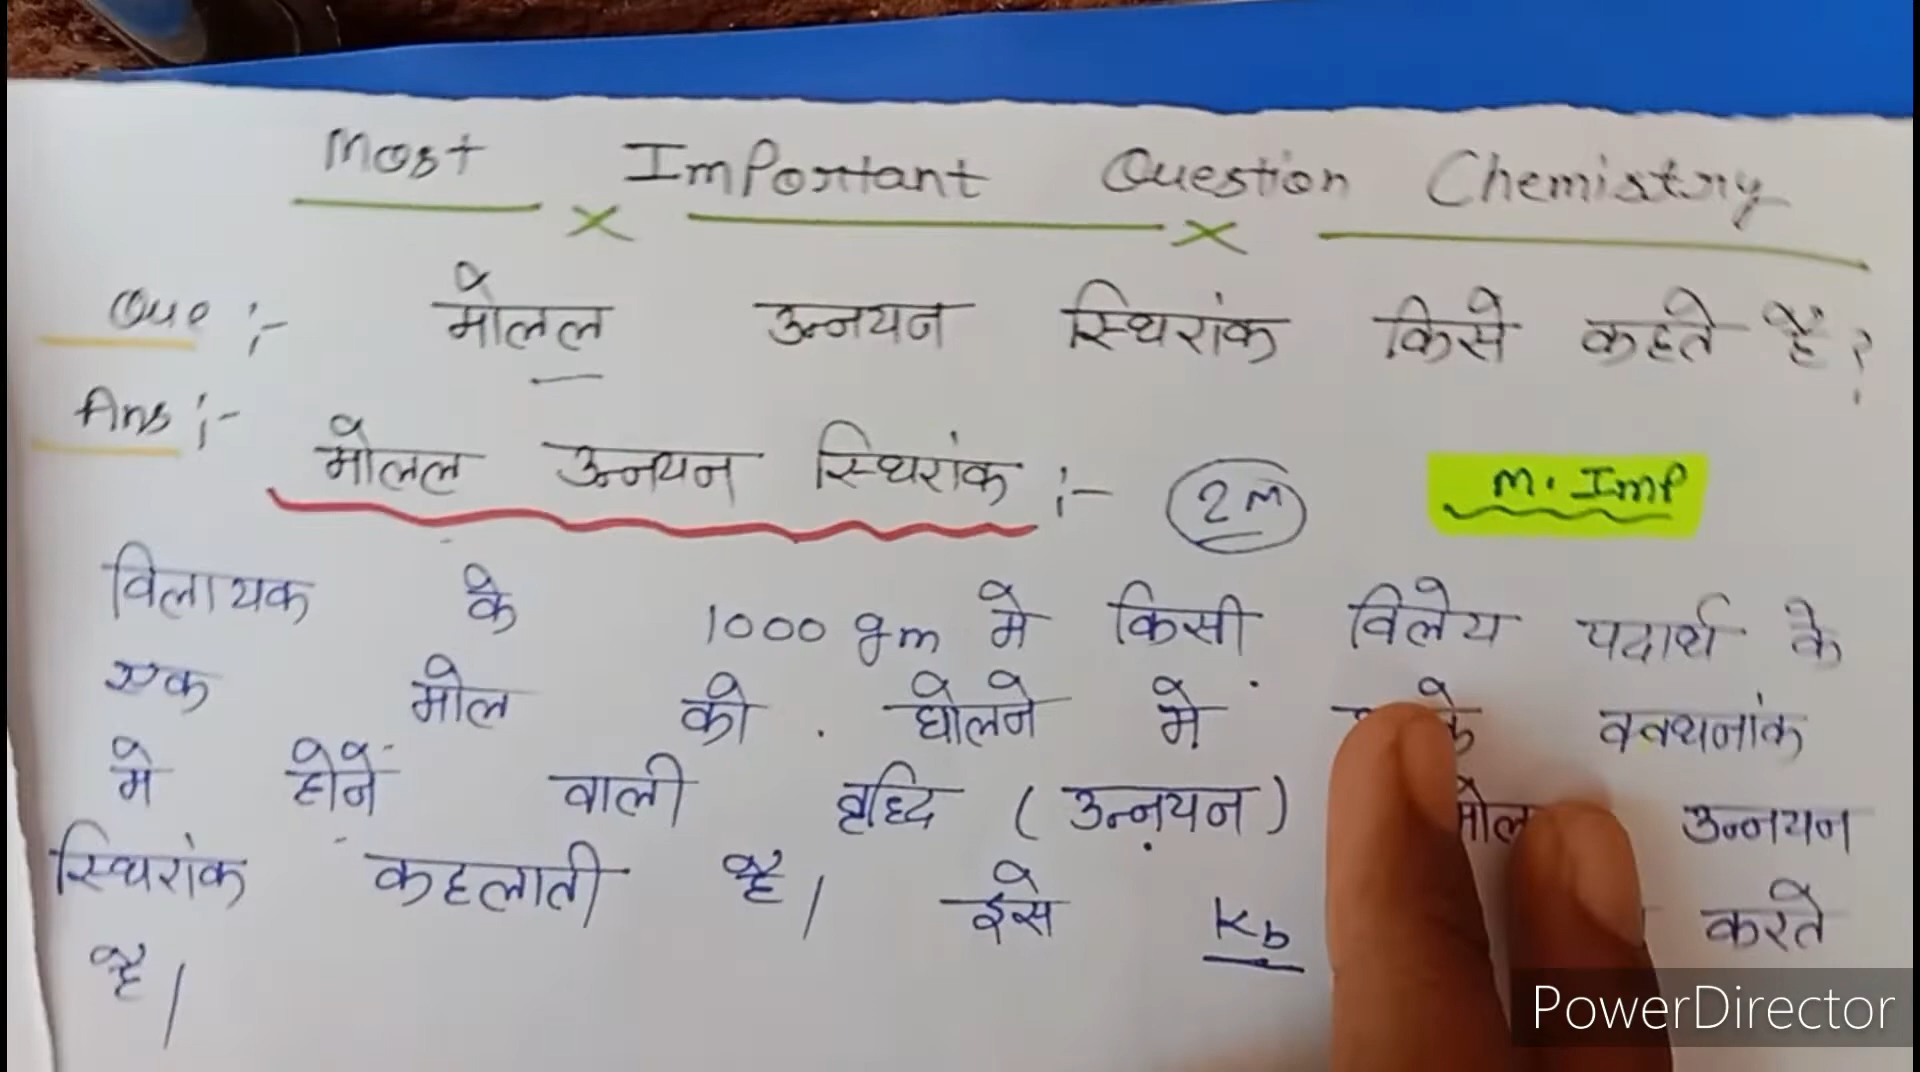 Most Important Question Chemistry
Que :- मोलल उन्नयन स्थिरांक किसे कहते है ?
Ans :-
मोलल उन्नयन स्थिरांक :- 2M M. Imp
विलायक के 1000 gm मे किसी विलेय पदार्थ के
एक मोल को घोलने मे क्वथनांक
मे होने वाली वृद्धि (उन्नयन) उन्नयन
स्थिरांक कहलाती है। इसे Kb करते
है।
PowerDirector